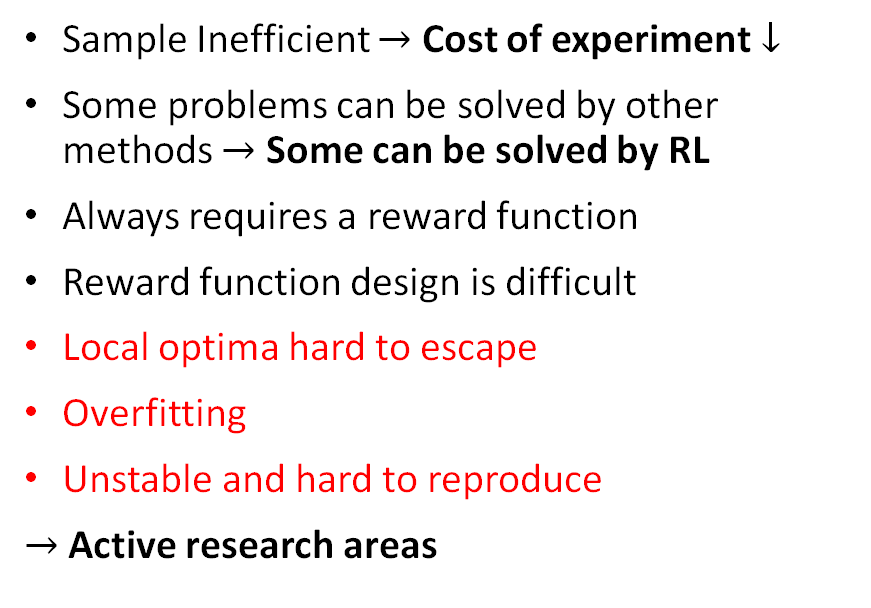 • Sample Inefficient → Cost of experiment ↓
• Some problems can be solved by other
methods → Some can be solved by RL
• Always requires a reward function
• Reward function design is difficult
• Local optima hard to escape
• Overfitting
• Unstable and hard to reproduce
→ Active research areas